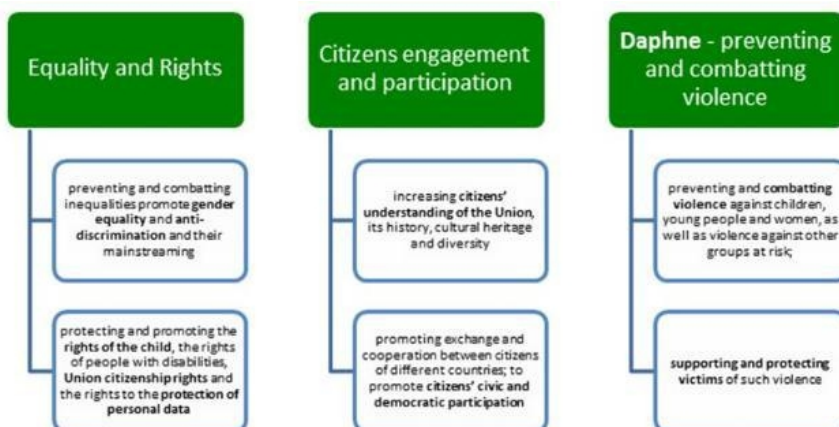 Equality and Rights
preventing and combatting
inequalities promote gender
equality and anti-
discrimination and their
mainstreaming
protecting and promoting the
rights of the child, the rights
of people with disabilities,
Union citizenship rights and
the rights to the protection of
personal data
Citizens engagement
and participation
increasing citizens'
understanding of the Union,
its history, cultural heritage
and diversity
promoting exchange and
cooperation between citizens
of different countries; to
promote citizens' civic and
democratic participation
Daphne - preventing
and combatting
violence
preventing and combatting
violence against children,
young people and women, as
well as violence against other
groups at risk;
supporting and protecting
victims of such violence